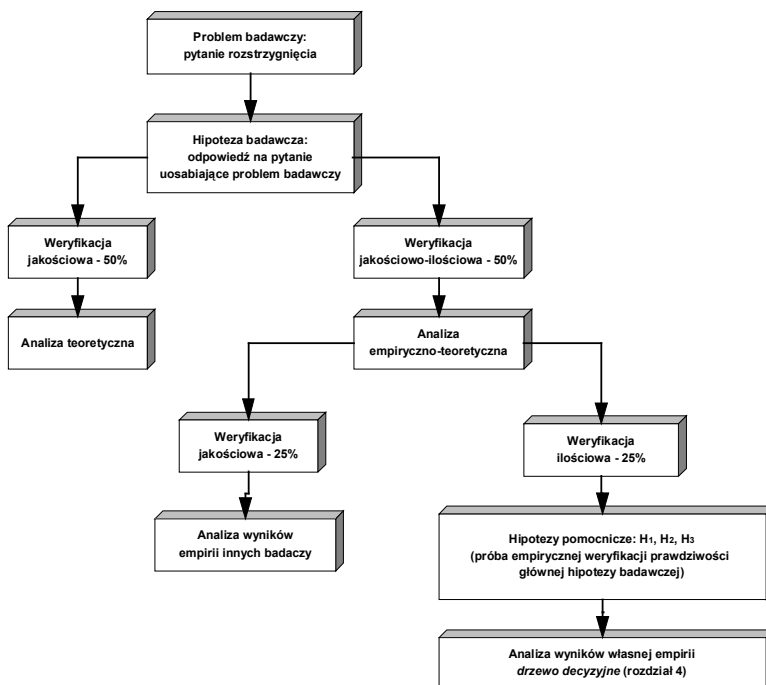 Problem badawczy:
pytanie rozstrzygnięcia
Hipoteza badawcza:
odpowiedź na pytanie
uosabiające problem badawczy
Weryfikacja
jakościowa - 50%
Weryfikacja
jakościowo-ilościowa - 50%
Analiza teoretyczna
Analiza
empiryczno-teoretyczna
Weryfikacja
jakościowa - 25%
Weryfikacja
ilościowa - 25%
Analiza wyników
empirii innych badaczy
Hipotezy pomocnicze: H1, H2, H3
(próba empirycznej weryfikacji prawdziwości
głównej hipotezy badawczej)
Analiza wyników własnej empirii
drzewo decyzyjne (rozdział 4)